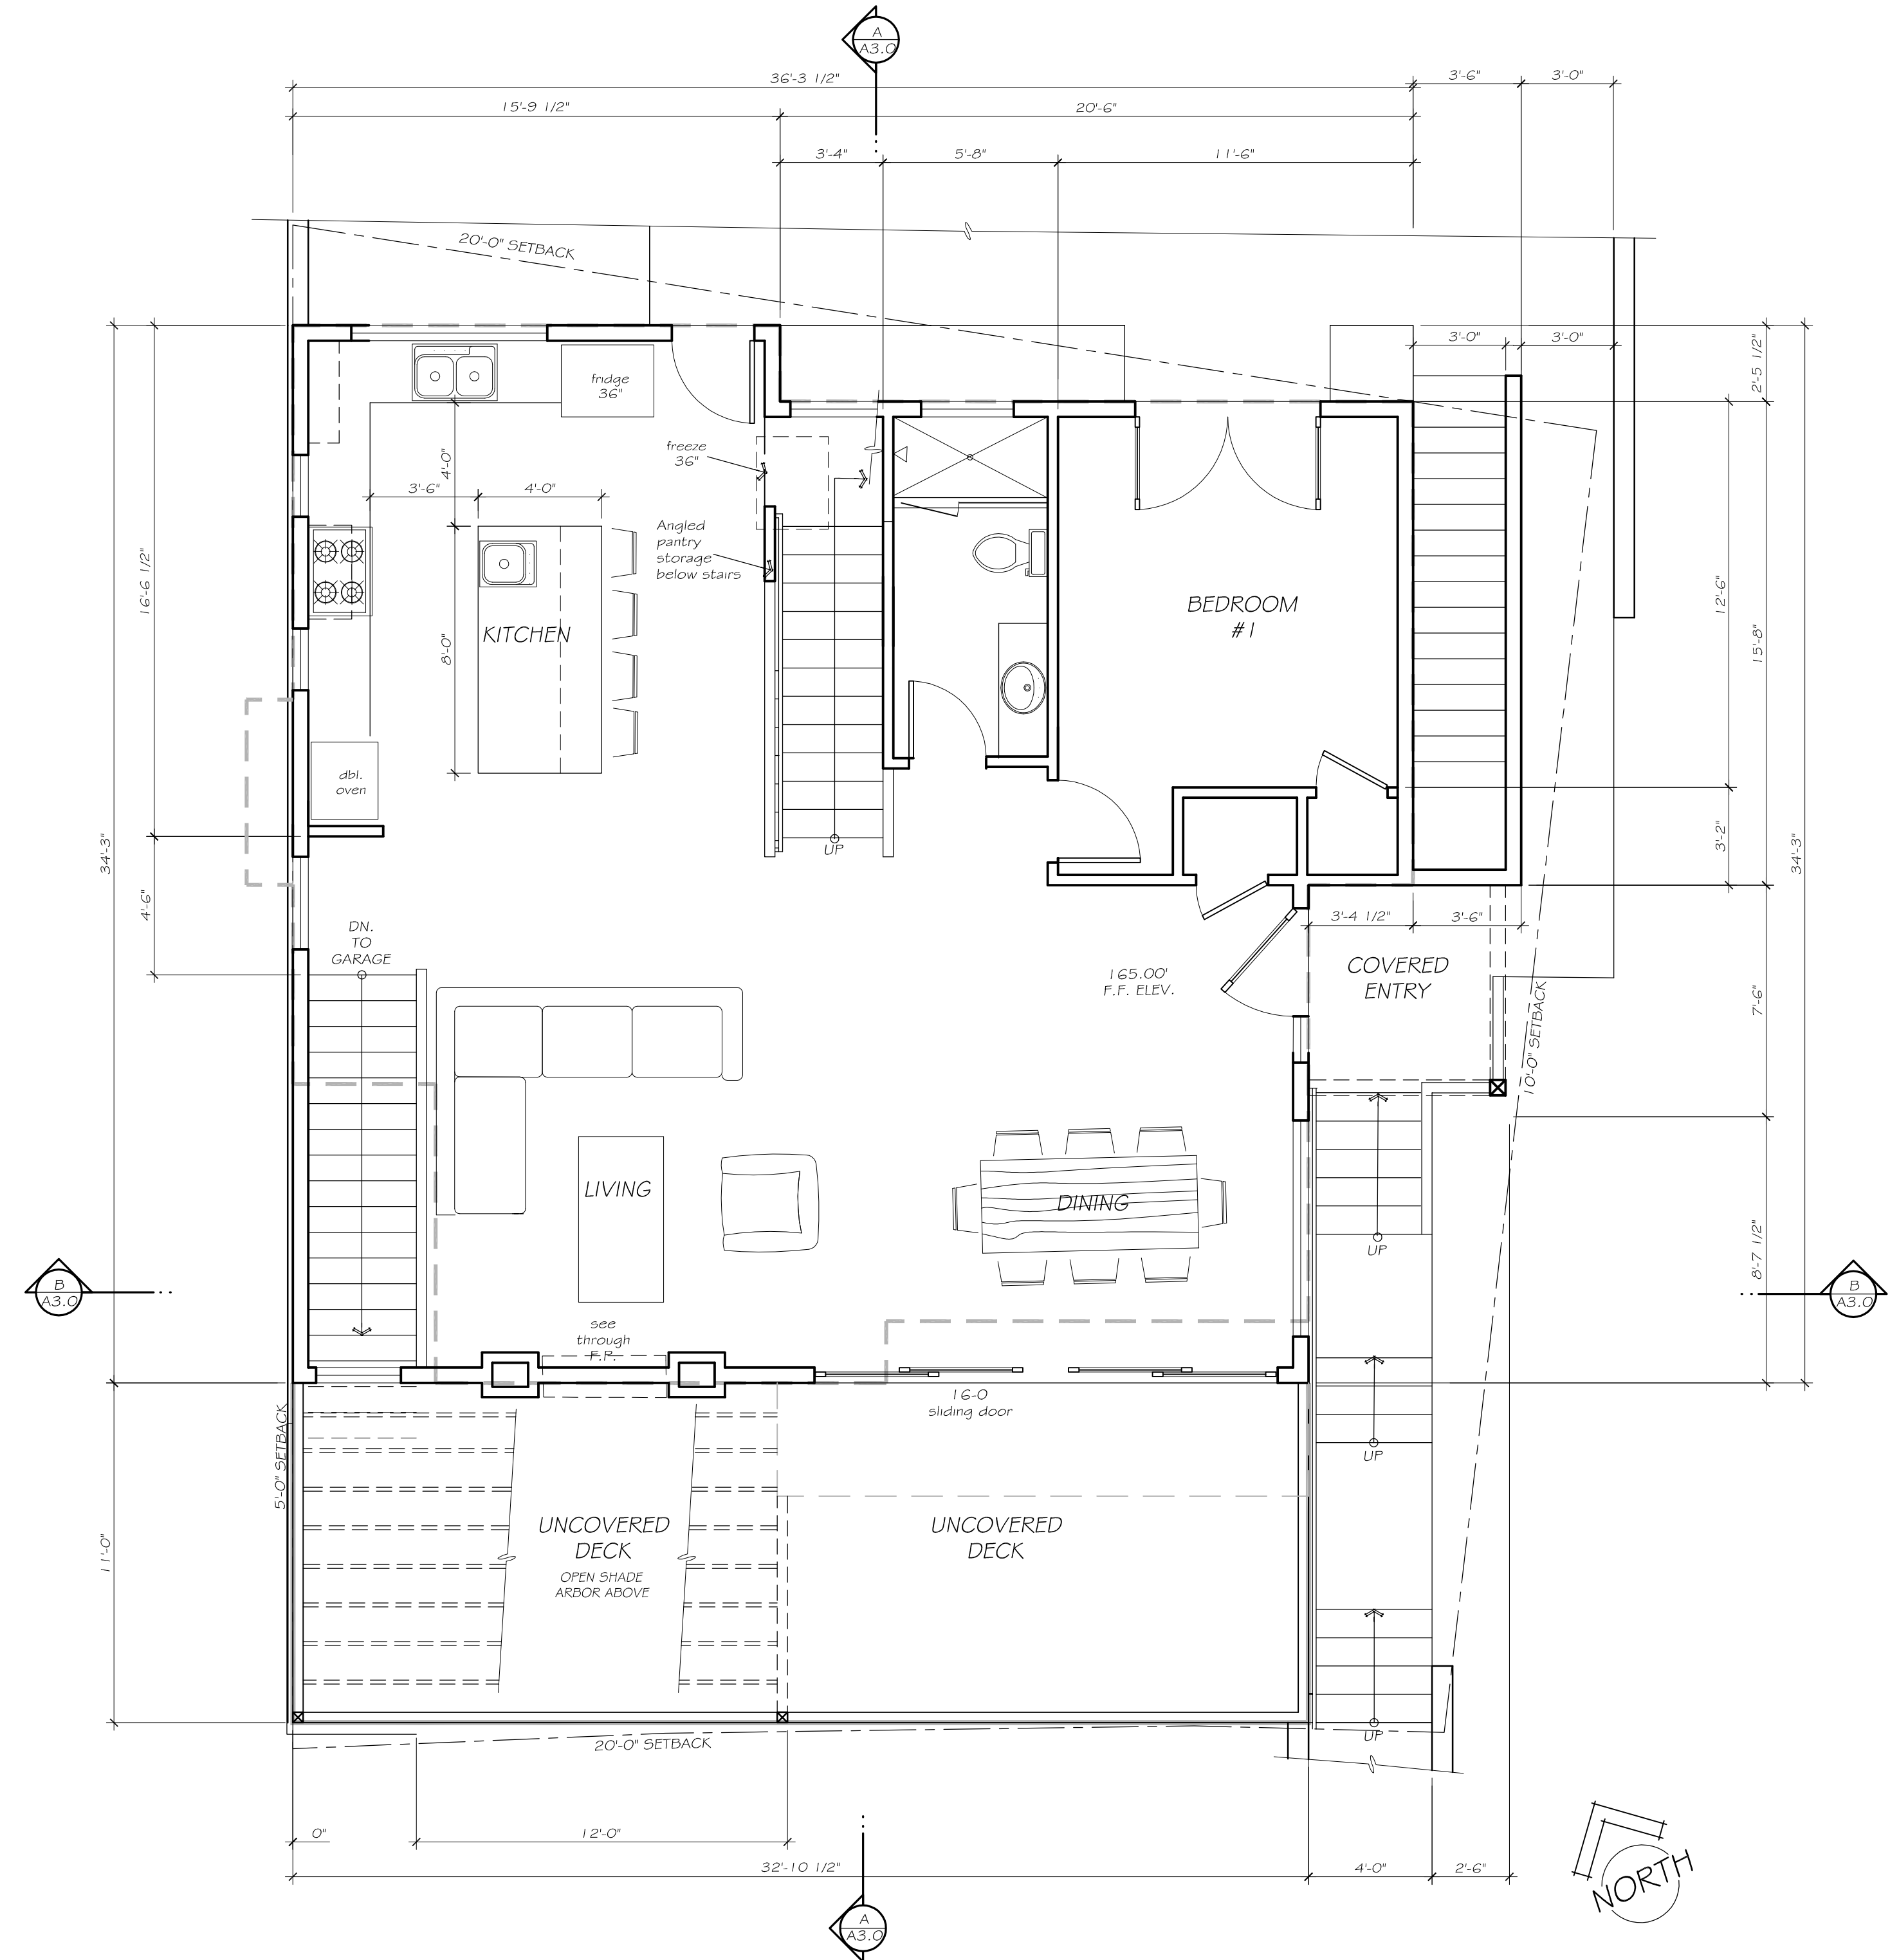 A
A3.0
36'-3 1/2"
3'-6"
3'-0"
15'-9 1/2"
20'-6"
3'-4"
5'-8"
11'-6"
20'-0" SETBACK
3'-0"
3'-0"
2'-5 1/2"
fridge
36"
freeze
36"
4'-0"
3'-6"
4'-0"
Angled
pantry
storage
below stairs
16'-6 1/2"
BEDROOM
#1
12'-6"
15'-8"
KITCHEN
8'-0"
dbl.
oven
UP
34'-3"
3'-2"
34'-3"
4'-6"
3'-4 1/2"
3'-6"
DN.
TO
GARAGE
165.00'
F.F. ELEV.
COVERED
ENTRY
7'-6"
10'-0" SETBACK
LIVING
DINING
UP
8'-7 1/2"
B
A3.0
B
A3.0
see
through
F.P.
16-0
sliding door
5'-0" SETBACK
UP
UNCOVERED
DECK
OPEN SHADE
ARBOR ABOVE
UNCOVERED
DECK
11'-0"
20'-0" SETBACK
UP
0"
12'-0"
32'-10 1/2"
4'-0"
2'-6"
NORTH
A
A3.0